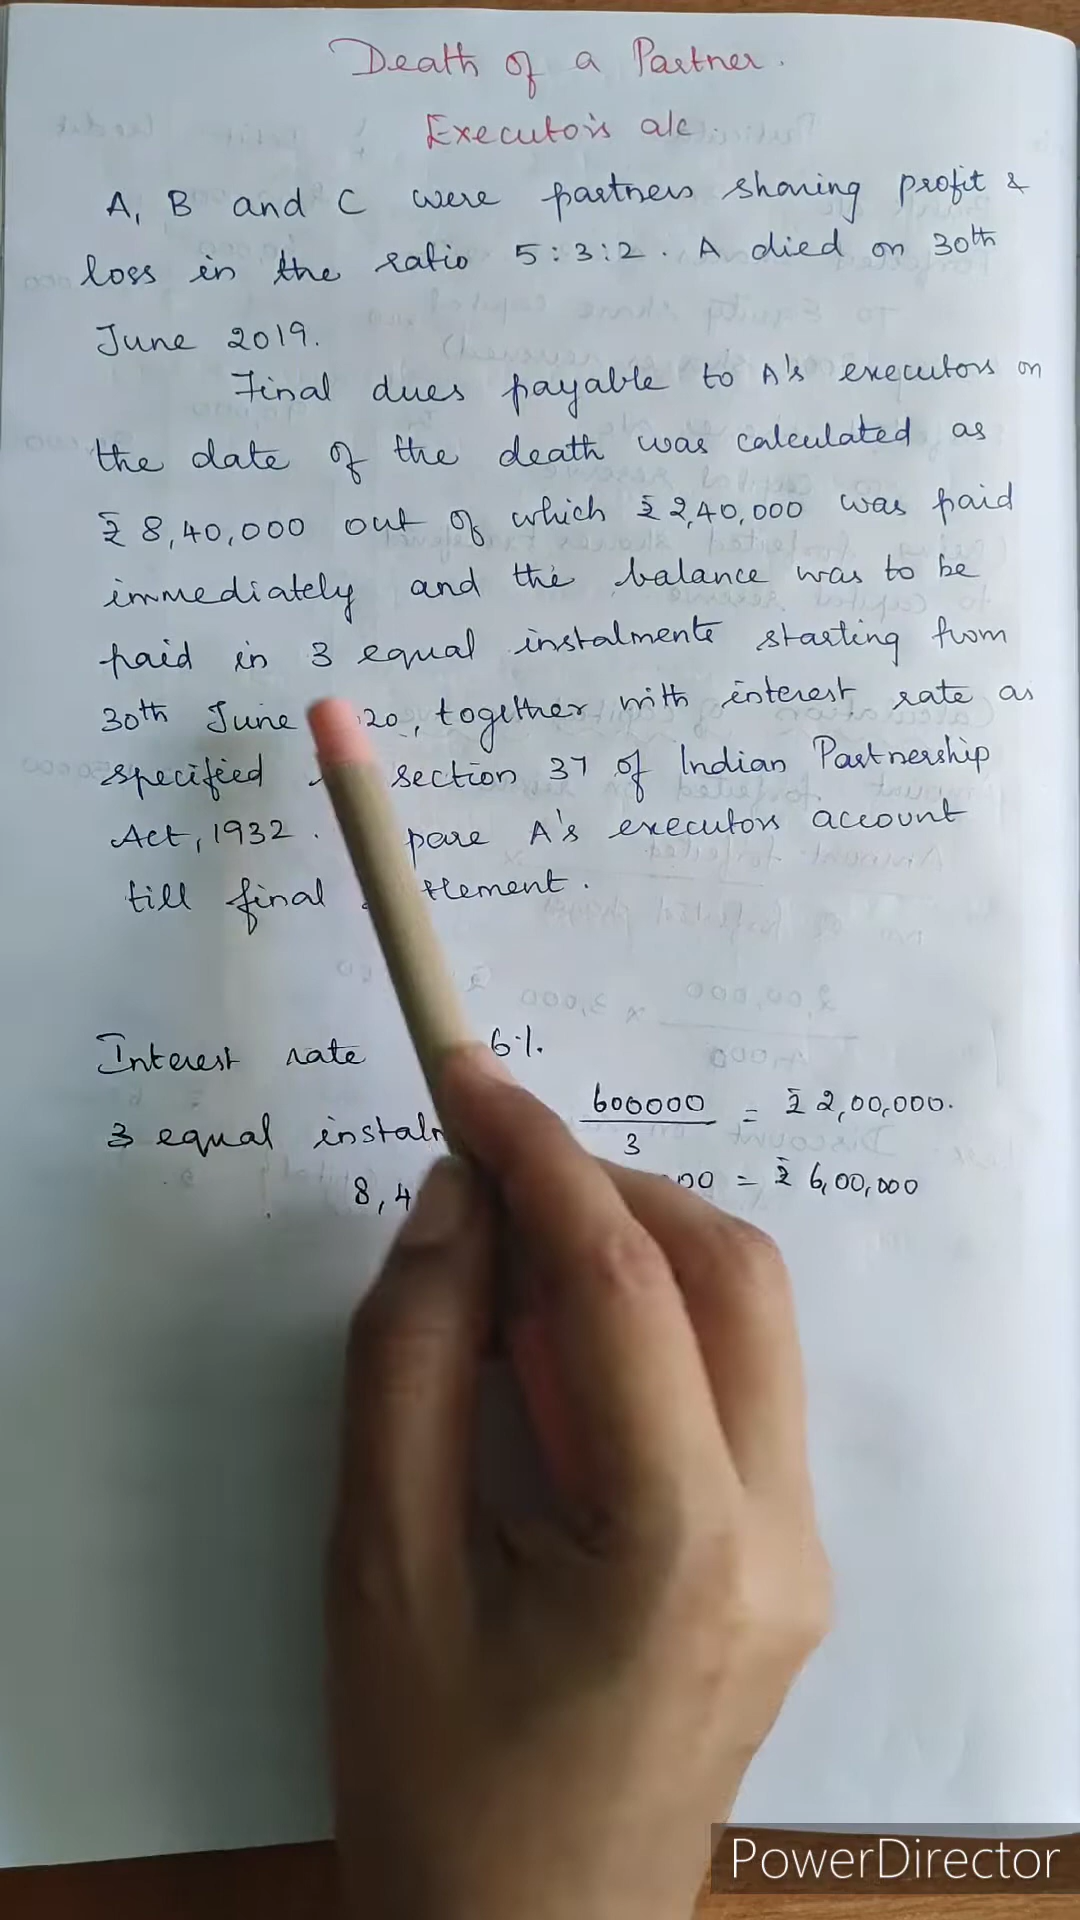 Death of a Partner.
Executor's a/c.
A, B and C were partners sharing profit &
loss in the ratio 5:3:2. A died on 30th
June 2019.
Final dues payable to A's executors on
the date of the death was calculated as
₹ 8,40,000 out of which ₹ 2,40,000 was paid
immediately and the balance was to be
paid in 3 equal instalments starting from
30th June 20, together with interest rate as
specified section 37 of Indian Partnership
Act, 1932. pare A's executors account
till final ttlement.
Interest rate 6%.
3 equal instalm 600000/3 = ₹ 2,00,000.
8,4 00 = ₹ 6,00,000
PowerDirector